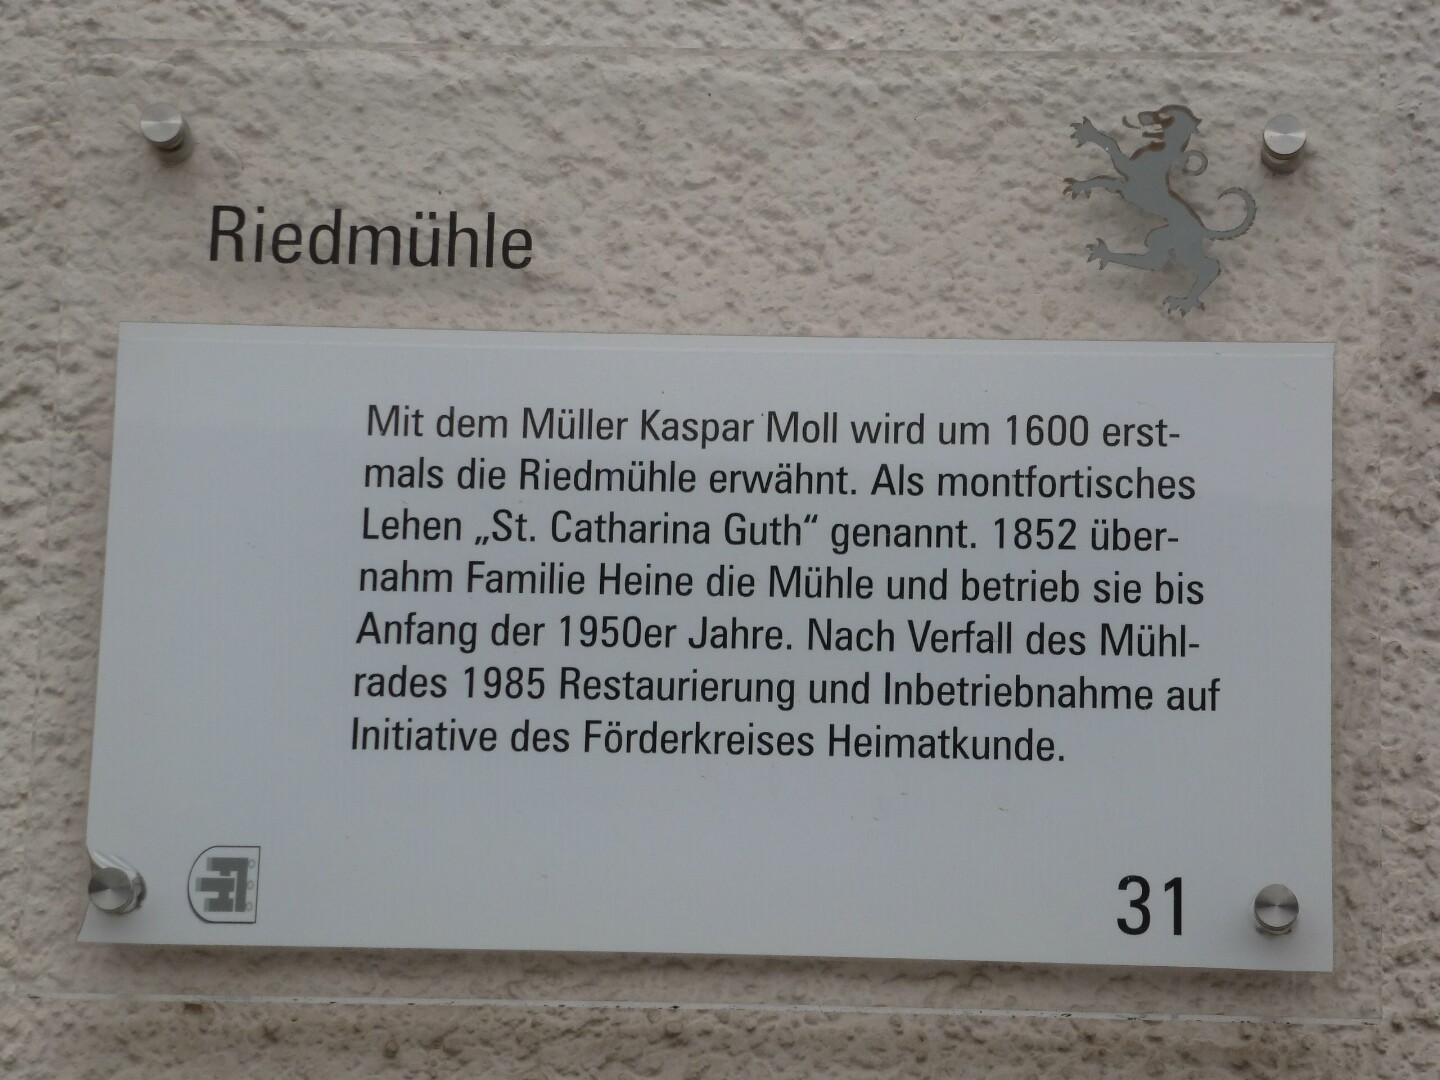 Riedmühle
Mit dem Müller Kaspar Moll wird um 1600 erst-
mals die Riedmühle erwähnt. Als montfortisches
Lehen „St. Catharina Guth“ genannt. 1852 über-
nahm Familie Heine die Mühle und betrieb sie bis
Anfang der 1950er Jahre. Nach Verfall des Mühl-
rades 1985 Restaurierung und Inbetriebnahme auf
Initiative des Förderkreises Heimatkunde.
31